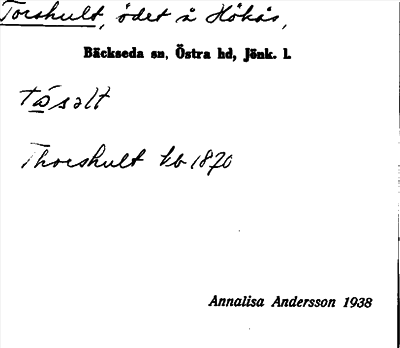 Torshult, ödet å Hökås,
Bäckseda sn, Östra hd, Jönk. l.
tåsalt
Thorshult kb 1870
Annalisa Andersson 1938